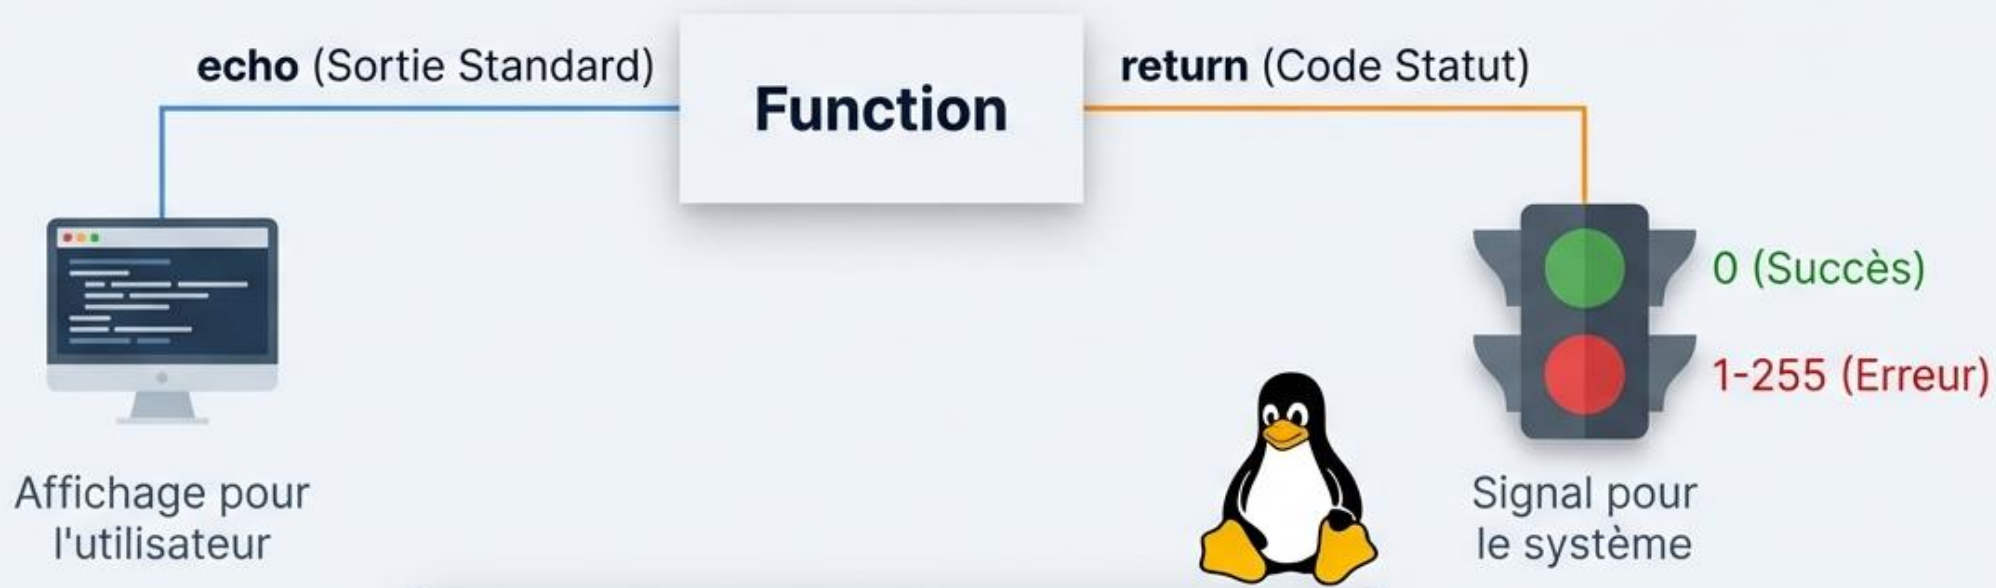 echo (Sortie Standard)
Function
return (Code Statut)
0 (Succès)
1-255 (Erreur)
Affichage pour
l'utilisateur
Signal pour
le système